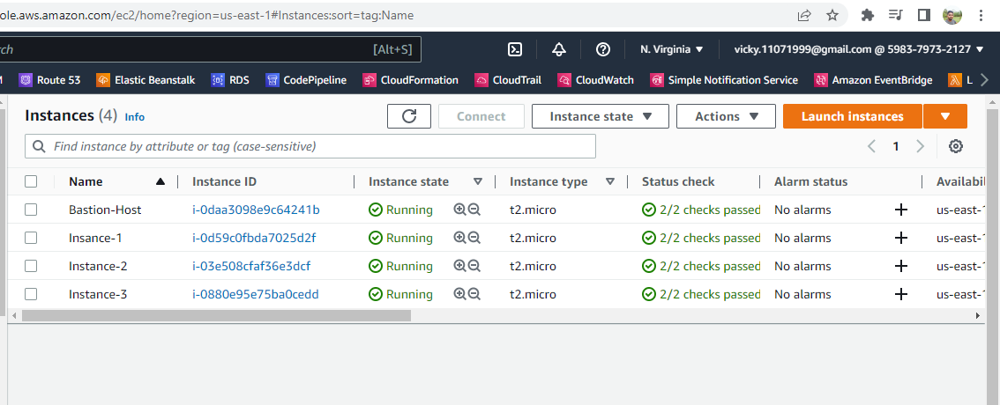 ole.aws.amazon.com/ec2/home?region=us-east-1#Instances:sort=tag:Name
rch [Alt+S] N. Virginia vicky.11071999@gmail.com @ 5983-7973-2127
Route 53 Elastic Beanstalk RDS CodePipeline CloudFormation CloudTrail CloudWatch Simple Notification Service Amazon EventBridge L
Instances (4) Info Connect Instance state Actions Launch instances
Find instance by attribute or tag (case-sensitive) 1
Name Instance ID Instance state Instance type Status check Alarm status Availabil
Bastion-Host i-0daa3098e9c64241b Running t2.micro 2/2 checks passed No alarms + us-east-1
Insance-1 i-0d59c0fbda7025d2f Running t2.micro 2/2 checks passed No alarms + us-east-1
Instance-2 i-03e508cfaf36e3dcf Running t2.micro 2/2 checks passed No alarms + us-east-1
Instance-3 i-0880e95e75ba0cedd Running t2.micro 2/2 checks passed No alarms + us-east-1